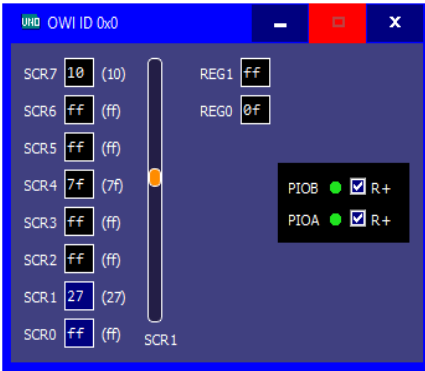 UNO OWI ID 0x0
SCR7 10 (10) REG1 ff
SCR6 ff (ff) REG0 0f
SCR5 ff (ff)
SCR4 7f (7f) PIOB R+
SCR3 ff (ff) PIOA R+
SCR2 ff (ff)
SCR1 27 (27)
SCR0 ff (ff) SCR1